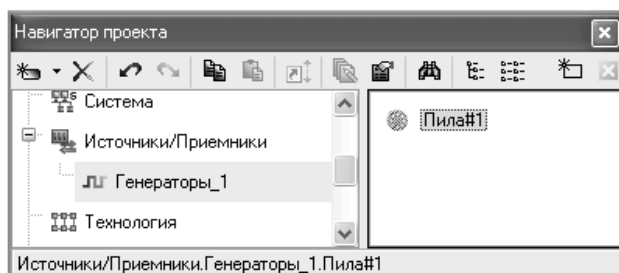 Навигатор проекта
Система
Источники/Приемники
Генераторы_1
Технология
Пила#1
Источники/Приемники.Генераторы_1.Пила#1